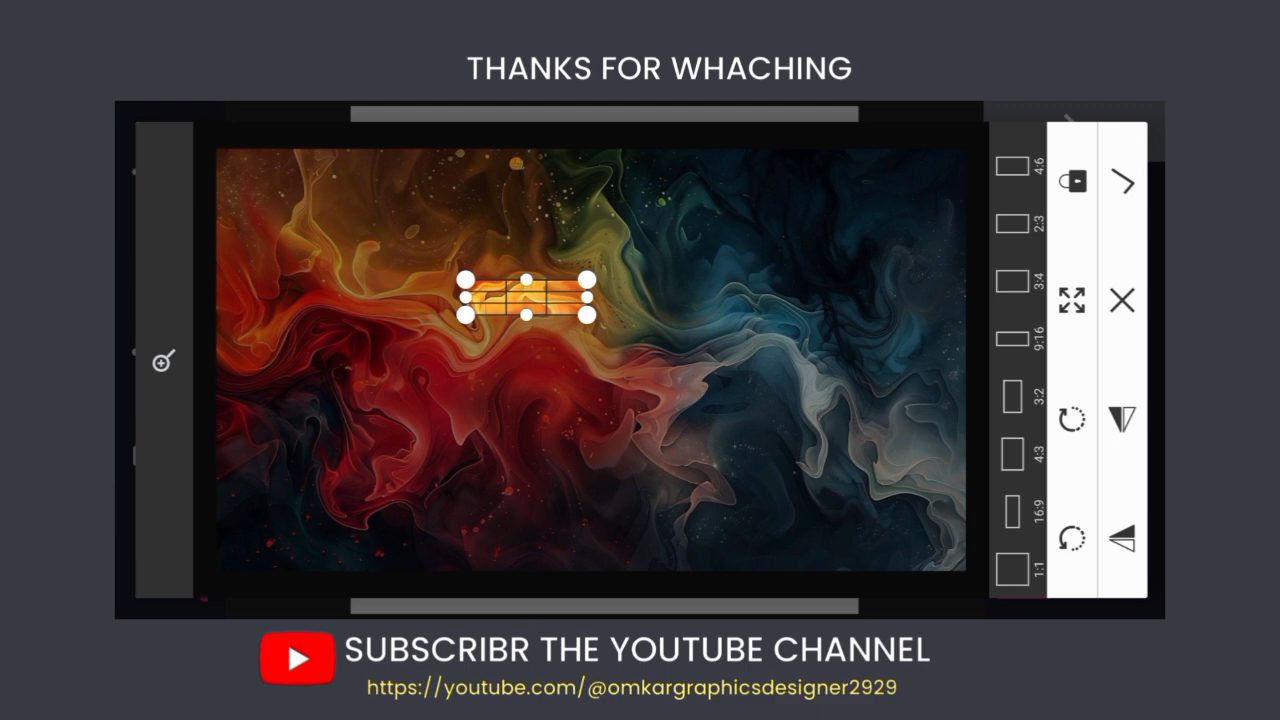 THANKS FOR WHACHING
4:6
2:3
3:4
9:16
3:2
4:3
16:9
1:1
SUBSCRIBR THE YOUTUBE CHANNEL
https://youtube.com/@omkargraphicsdesigner2929